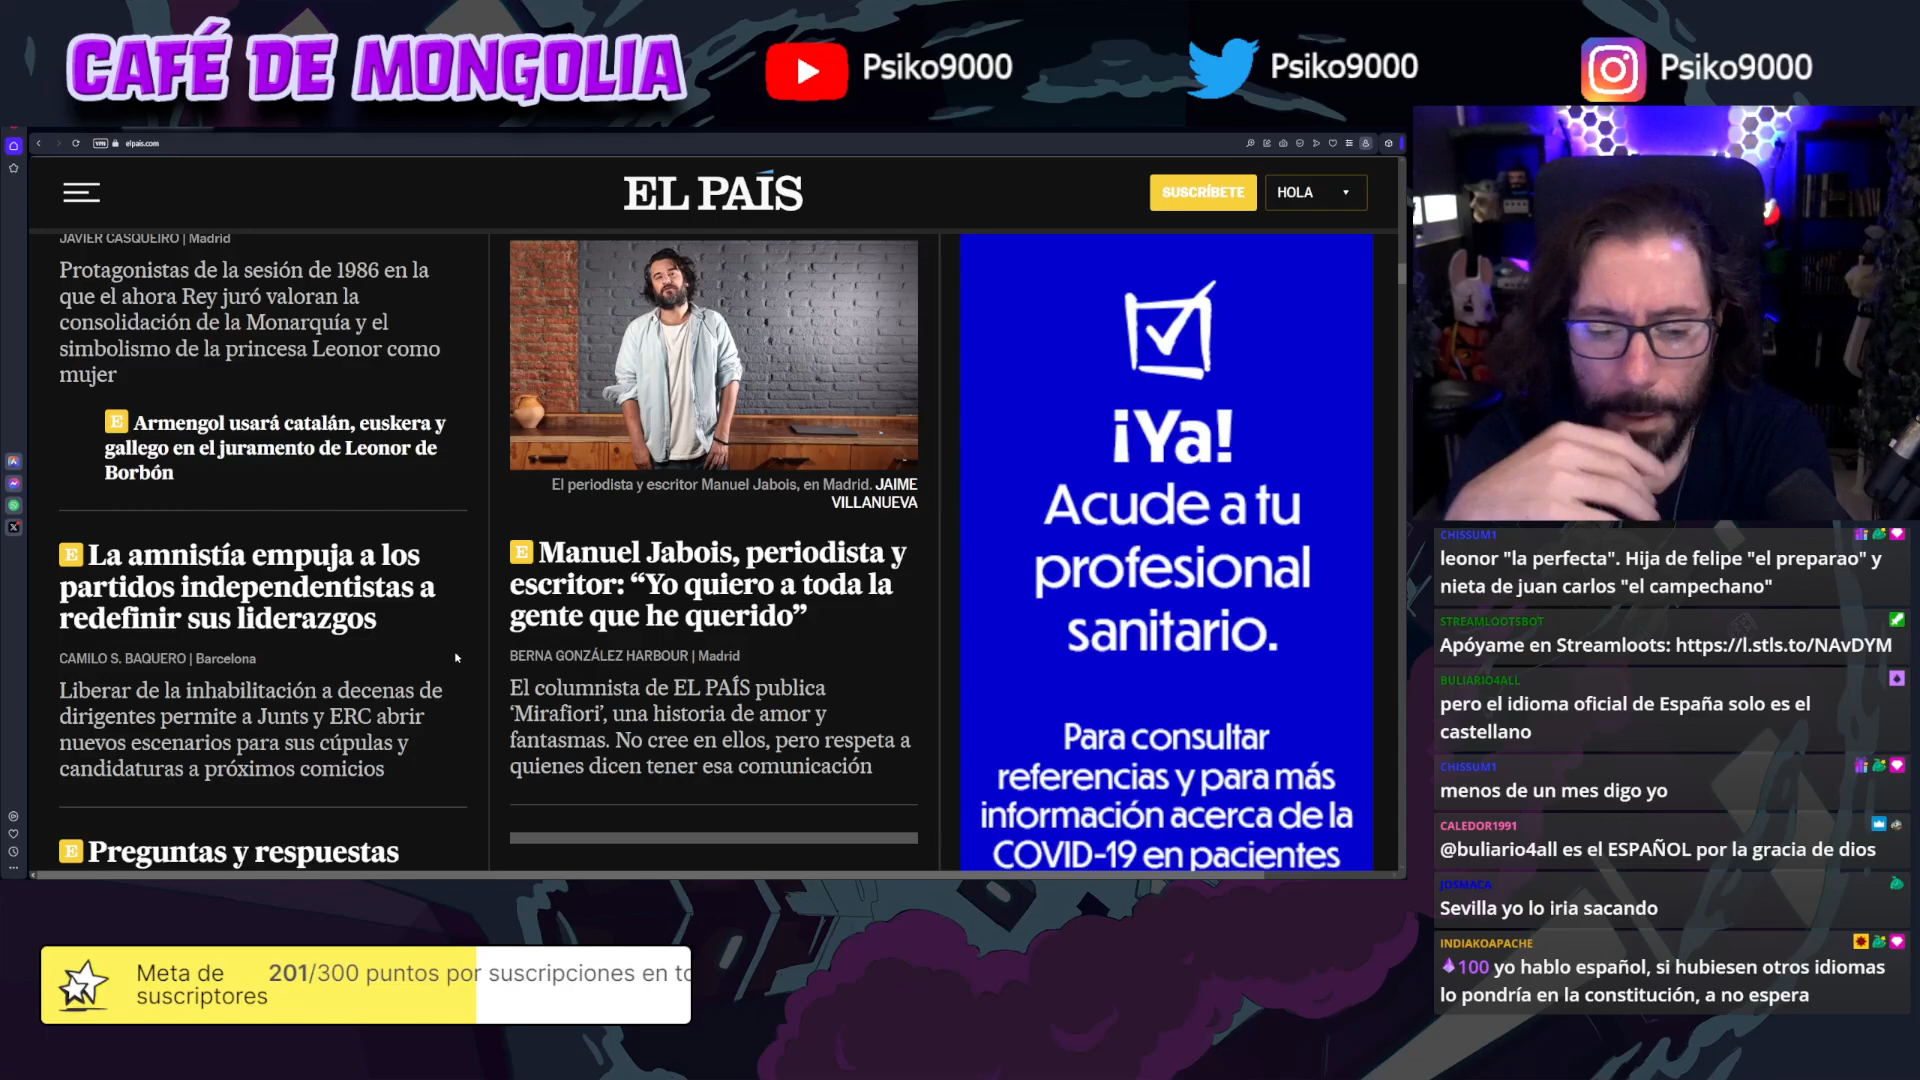 CAFÉ DE MONGOLIA
Psiko9000
Psiko9000
Psiko9000
VPN
elpais.com
EL PAÍS
SUSCRÍBETE
HOLA
JAVIER CASQUEIRO | Madrid
Protagonistas de la sesión de 1986 en la
que el ahora Rey juró valoran la
consolidación de la Monarquía y el
simbolismo de la princesa Leonor como
mujer
E Armengol usará catalán, euskera y
gallego en el juramento de Leonor de
Borbón
E La amnistía empuja a los
partidos independentistas a
redefinir sus liderazgos
CAMILO S. BAQUERO | Barcelona
Liberar de la inhabilitación a decenas de
dirigentes permite a Junts y ERC abrir
nuevos escenarios para sus cúpulas y
candidaturas a próximos comicios
E Preguntas y respuestas
El periodista y escritor Manuel Jabois, en Madrid. JAIME
VILLANUEVA
E Manuel Jabois, periodista y
escritor: “Yo quiero a toda la
gente que he querido”
BERNA GONZÁLEZ HARBOUR | Madrid
El columnista de EL PAÍS publica
‘Mirafiori’, una historia de amor y
fantasmas. No cree en ellos, pero respeta a
quienes dicen tener esa comunicación
¡Ya!
Acude a tu
profesional
sanitario.
Para consultar
referencias y para más
información acerca de la
COVID-19 en pacientes
CHISSUM1
leonor "la perfecta". Hija de felipe "el preparao" y
nieta de juan carlos "el campechano"
STREAMLOOTSBOT
Apóyame en Streamloots: https://l.stls.to/NAvDYM
BULIARIO4ALL
pero el idioma oficial de España solo es el
castellano
CHISSUM1
menos de un mes digo yo
CALEDOR1991
@buliario4all es el ESPAÑOL por la gracia de dios
JDSMACA
Sevilla yo lo iria sacando
INDIAKOAPACHE
100 yo hablo español, si hubiesen otros idiomas
lo pondría en la constitución, a no espera
Meta de
suscriptores
201/300 puntos por suscripciones en to